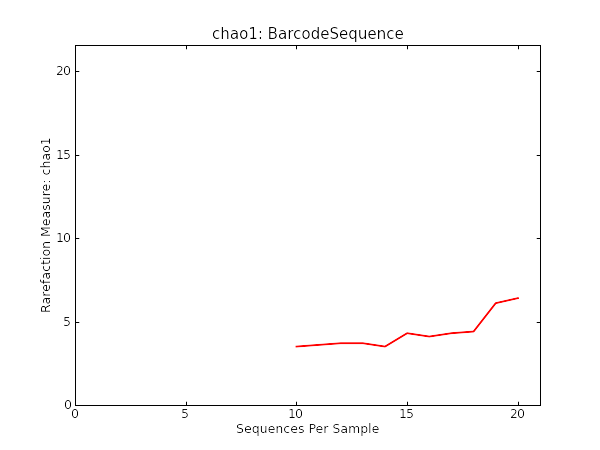 chao1: BarcodeSequence
20
15
10
5
0
Rarefaction Measure: chao1
0 5 10 15 20
Sequences Per Sample